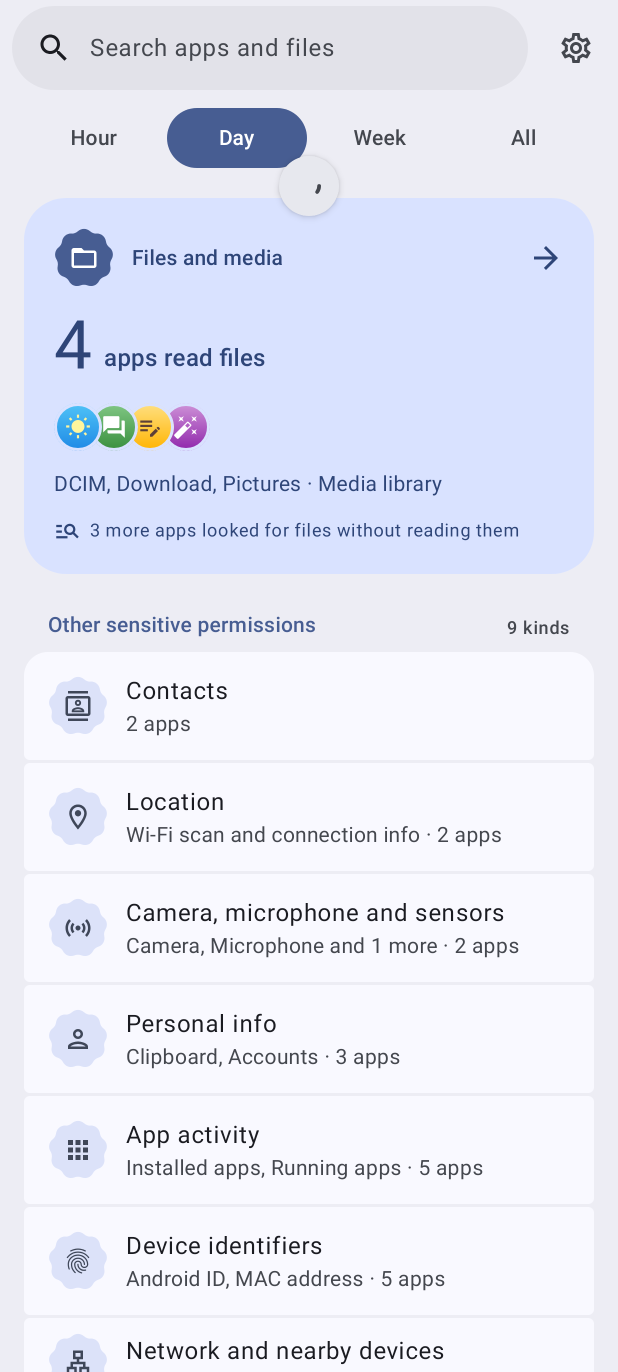 Search apps and files
Hour
Day
Week
All
Files and media
4 apps read files
DCIM, Download, Pictures · Media library
3 more apps looked for files without reading them
Other sensitive permissions
9 kinds
Contacts
2 apps
Location
Wi-Fi scan and connection info · 2 apps
Camera, microphone and sensors
Camera, Microphone and 1 more · 2 apps
Personal info
Clipboard, Accounts · 3 apps
App activity
Installed apps, Running apps · 5 apps
Device identifiers
Android ID, MAC address · 5 apps
Network and nearby devices